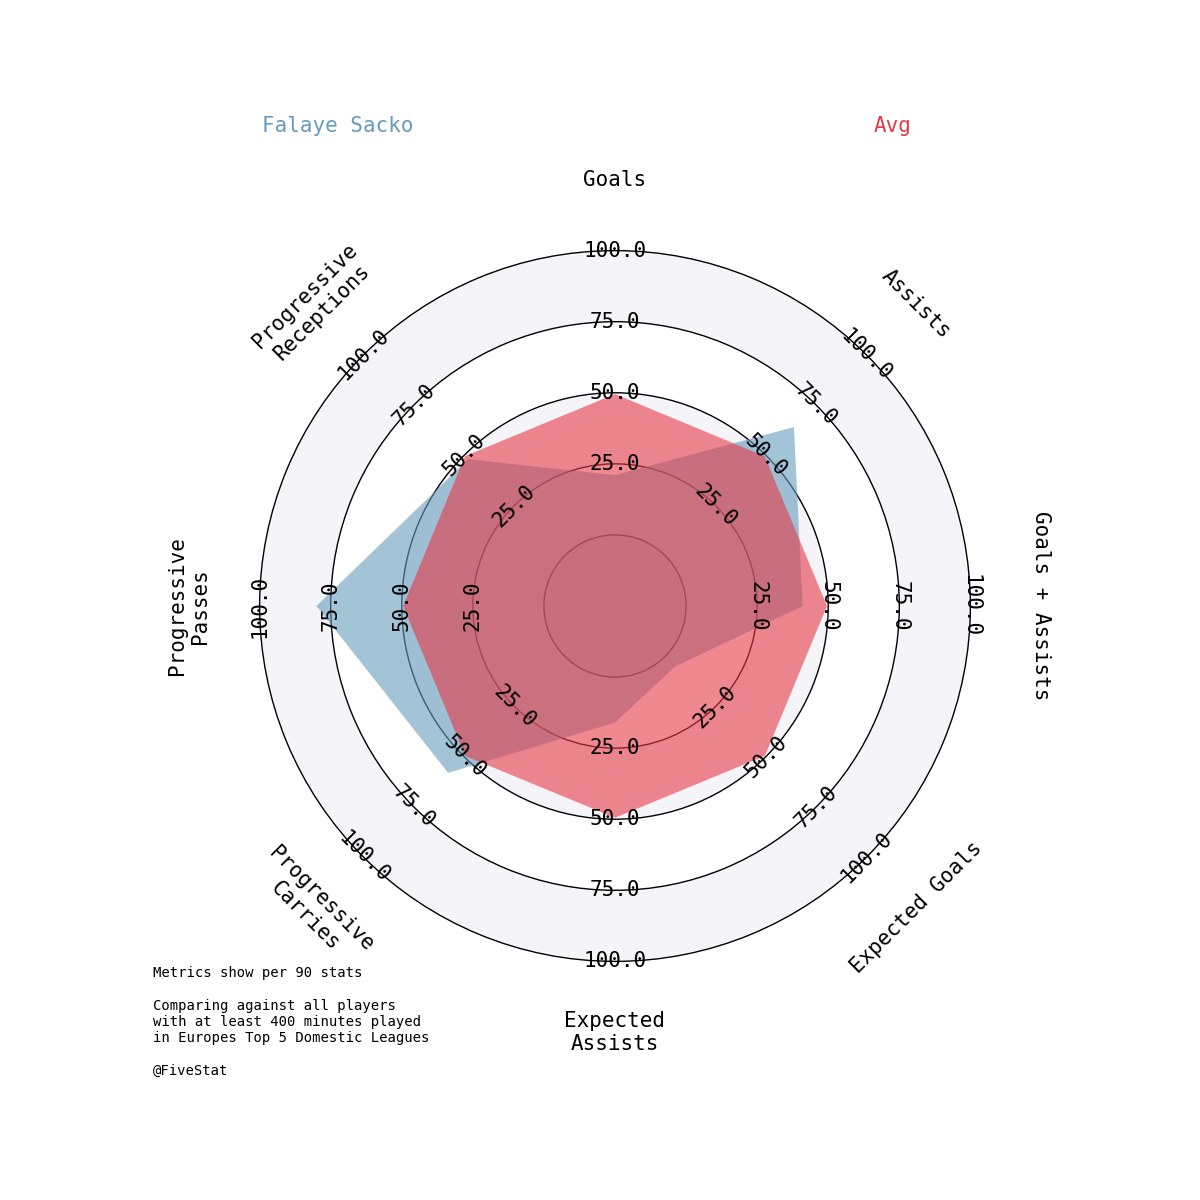 Falaye Sacko
Avg
Goals
Assists
Goals + Assists
Expected Goals
Expected
Assists
Progressive
Carries
Progressive
Passes
Progressive
Receptions
25.0
50.0
75.0
100.0
25.0
50.0
75.0
100.0
25.0
50.0
75.0
100.0
25.0
50.0
75.0
100.0
25.0
50.0
75.0
100.0
25.0
50.0
75.0
100.0
25.0
50.0
75.0
100.0
25.0
50.0
75.0
100.0
Metrics show per 90 stats
Comparing against all players
with at least 400 minutes played
in Europes Top 5 Domestic Leagues
@FiveStat